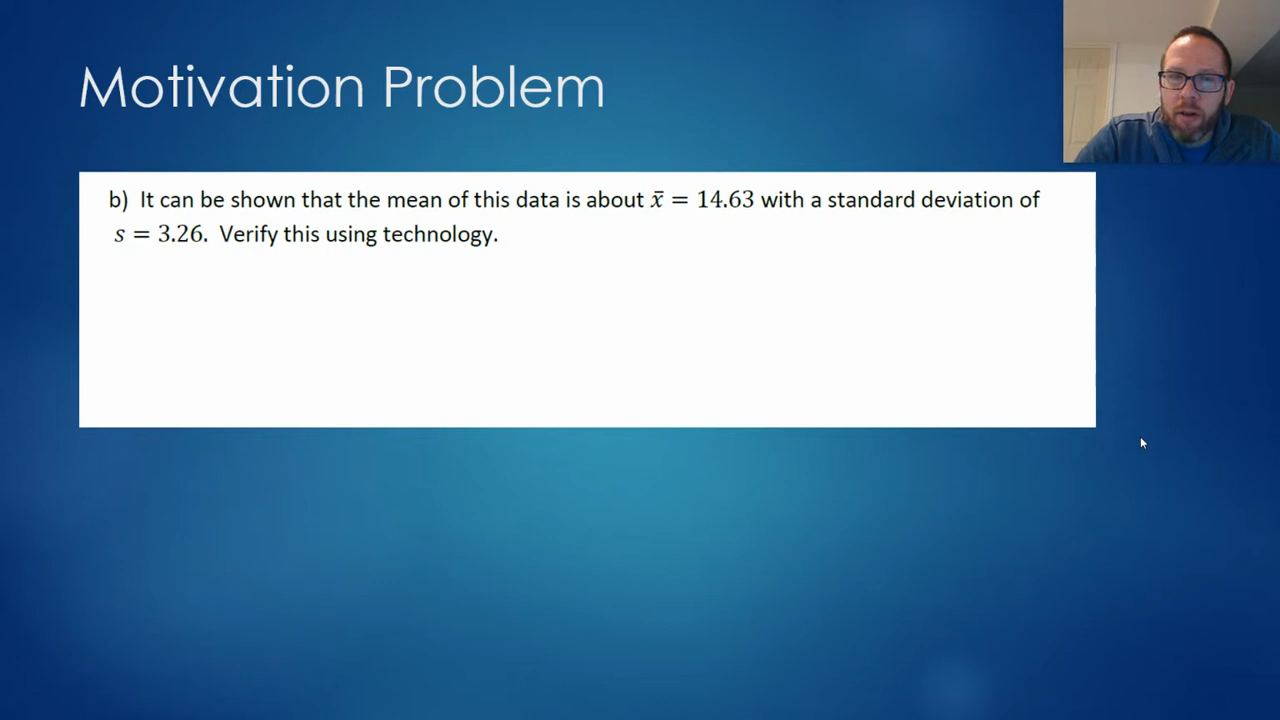 Motivation Problem
b) It can be shown that the mean of this data is about x̄ = 14.63 with a standard deviation of
s = 3.26. Verify this using technology.